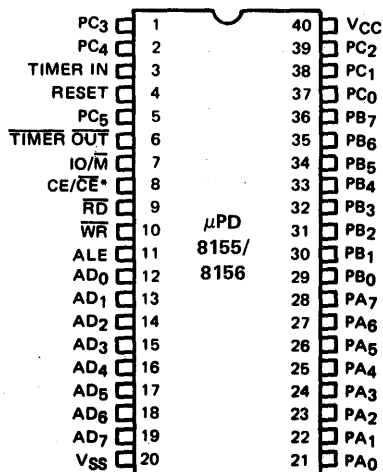 PC3 1 40 VCC
PC4 2 39 PC2
TIMER IN 3 38 PC1
RESET 4 37 PC0
PC5 5 36 PB7
TIMER OUT 6 35 PB6
IO/M 7 34 PB5
CE/CE* 8 33 PB4
RD 9 32 PB3
WR 10 μPD 31 PB2
ALE 11 8155/ 30 PB1
AD0 12 8156 29 PB0
AD1 13 28 PA7
AD2 14 27 PA6
AD3 15 26 PA5
AD4 16 25 PA4
AD5 17 24 PA3
AD6 18 23 PA2
AD7 19 22 PA1
VSS 20 21 PA0